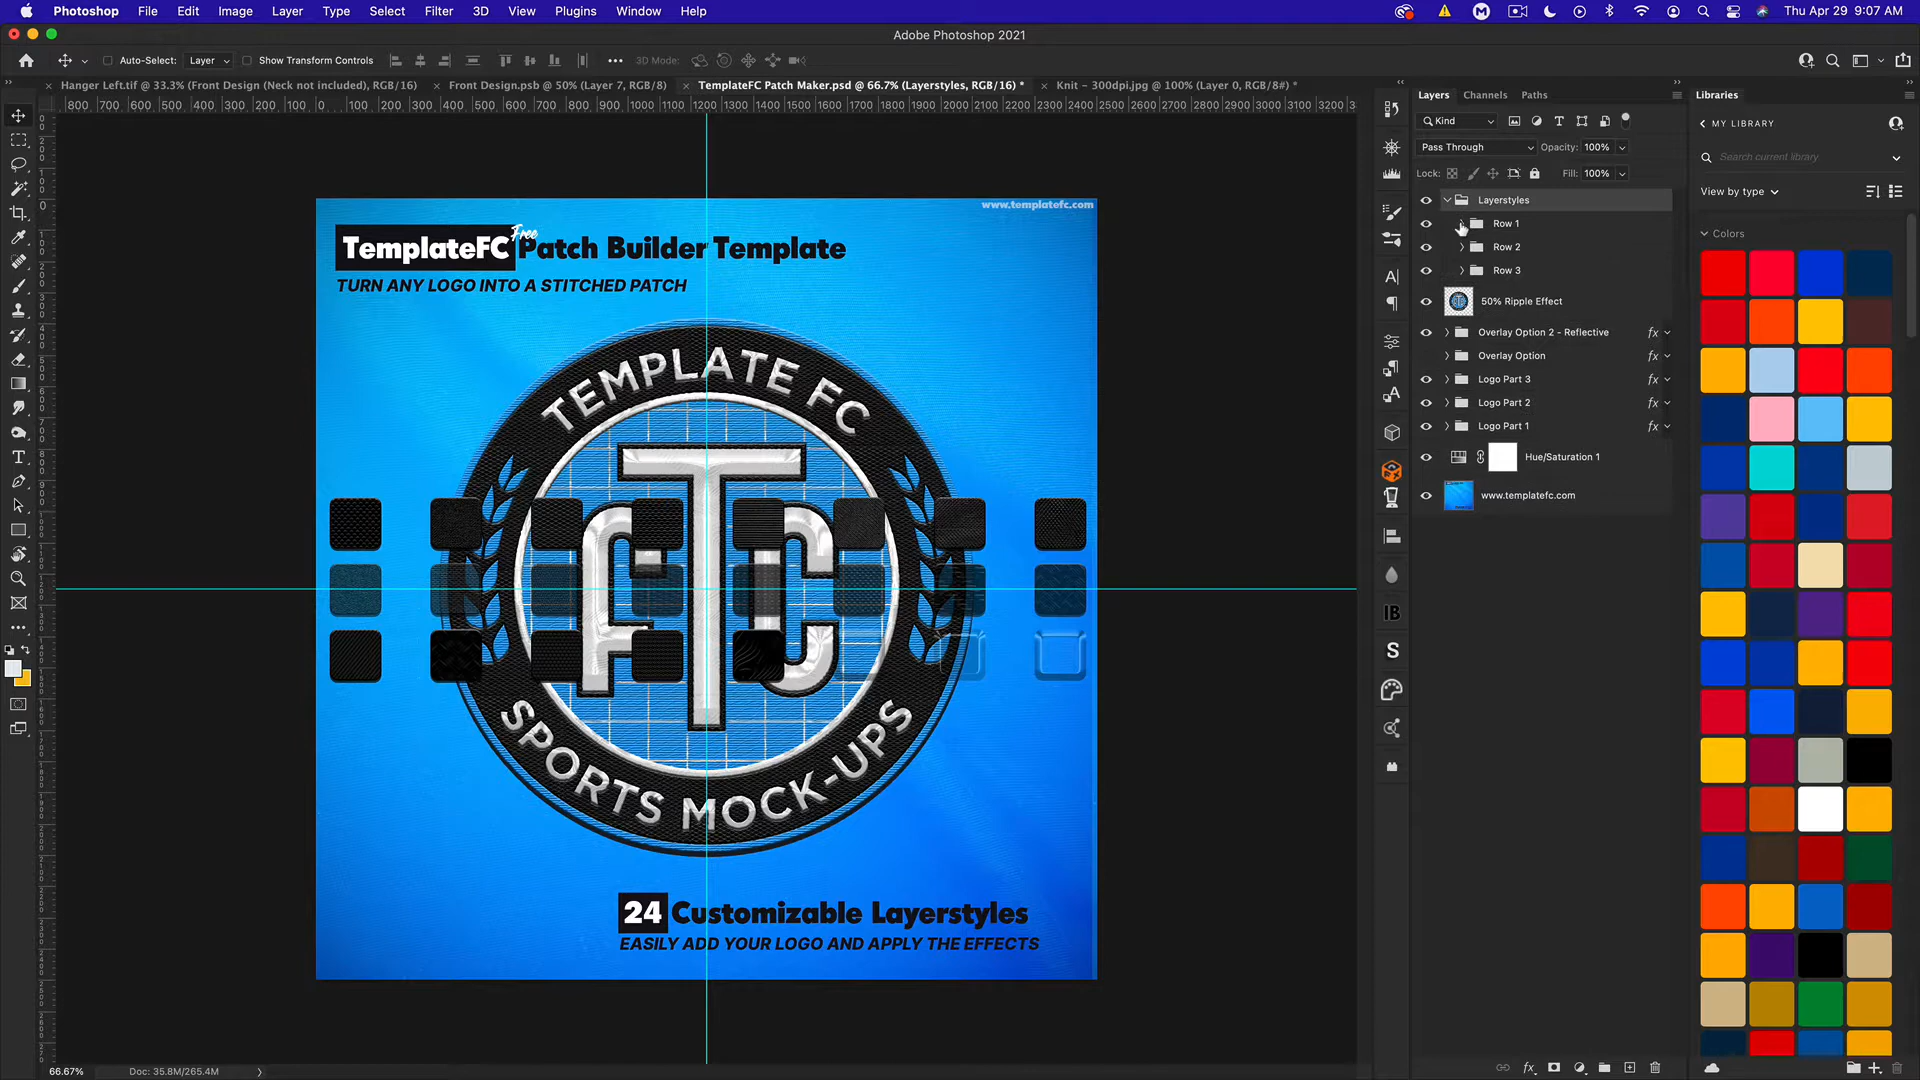 Photoshop File Edit Image Layer Type Select Filter 3D View Plugins Window Help
Thu Apr 29 9:07 AM
Adobe Photoshop 2021
Auto-Select: Layer Show Transform Controls 3D Mode:
Hanger Left.tif @ 33.3% (Front Design (Neck not included), RGB/16)
Front Design.psb @ 50% (Layer 7, RGB/8)
TemplateFC Patch Maker.psd @ 66.7% (Layerstyles, RGB/16) *
Knit – 300dpi.jpg @ 100% (Layer 0, RGB/8#) *
www.templatefc.com
TemplateFC Free Patch Builder Template
TURN ANY LOGO INTO A STITCHED PATCH
TEMPLATE FC
FTC
SPORTS MOCK-UPS
24 Customizable Layerstyles
EASILY ADD YOUR LOGO AND APPLY THE EFFECTS
66.67% Doc: 35.8M/265.4M
Layers Channels Paths
Kind
Pass Through Opacity: 100%
Lock: Fill: 100%
Layerstyles
Row 1
Row 2
Row 3
50% Ripple Effect
Overlay Option 2 - Reflective fx
Overlay Option fx
Logo Part 3 fx
Logo Part 2 fx
Logo Part 1 fx
Hue/Saturation 1
www.templatefc.com
Libraries
MY LIBRARY
Search current library
View by type
Colors